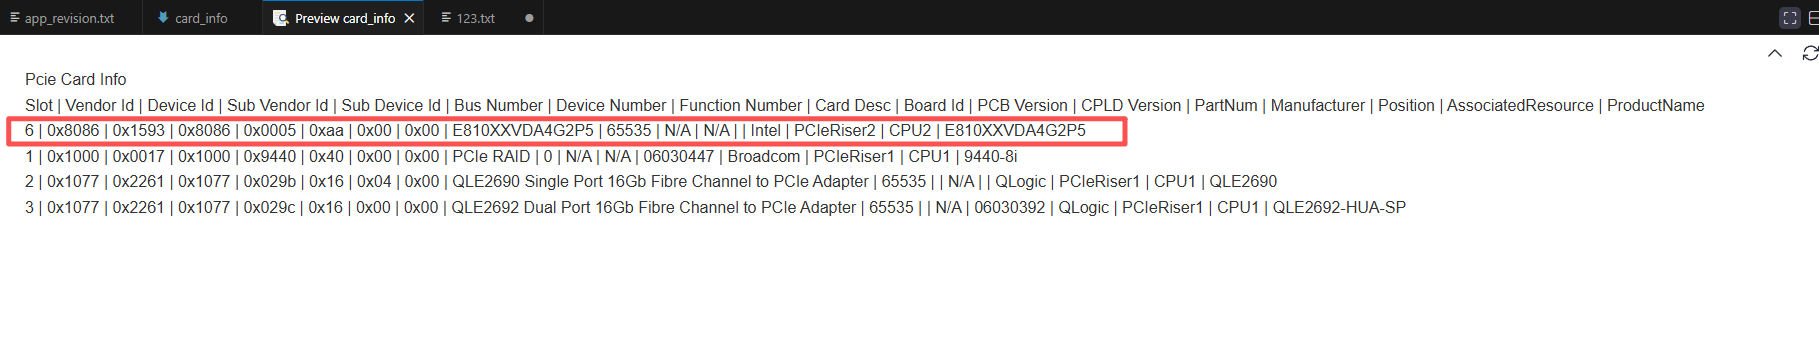 app_revision.txt card_info Preview card_info 123.txt
Pcie Card Info
Slot | Vendor Id | Device Id | Sub Vendor Id | Sub Device Id | Bus Number | Device Number | Function Number | Card Desc | Board Id | PCB Version | CPLD Version | PartNum | Manufacturer | Position | AssociatedResource | ProductName
6 | 0x8086 | 0x1593 | 0x8086 | 0x0005 | 0xaa | 0x00 | 0x00 | E810XXVDA4G2P5 | 65535 | N/A | N/A | | Intel | PCIeRiser2 | CPU2 | E810XXVDA4G2P5
1 | 0x1000 | 0x0017 | 0x1000 | 0x9440 | 0x40 | 0x00 | 0x00 | PCIe RAID | 0 | N/A | N/A | 06030447 | Broadcom | PCIeRiser1 | CPU1 | 9440-8i
2 | 0x1077 | 0x2261 | 0x1077 | 0x029b | 0x16 | 0x04 | 0x00 | QLE2690 Single Port 16Gb Fibre Channel to PCIe Adapter | 65535 | | N/A | | QLogic | PCIeRiser1 | CPU1 | QLE2690
3 | 0x1077 | 0x2261 | 0x1077 | 0x029c | 0x16 | 0x00 | 0x00 | QLE2692 Dual Port 16Gb Fibre Channel to PCIe Adapter | 65535 | | N/A | 06030392 | QLogic | PCIeRiser1 | CPU1 | QLE2692-HUA-SP